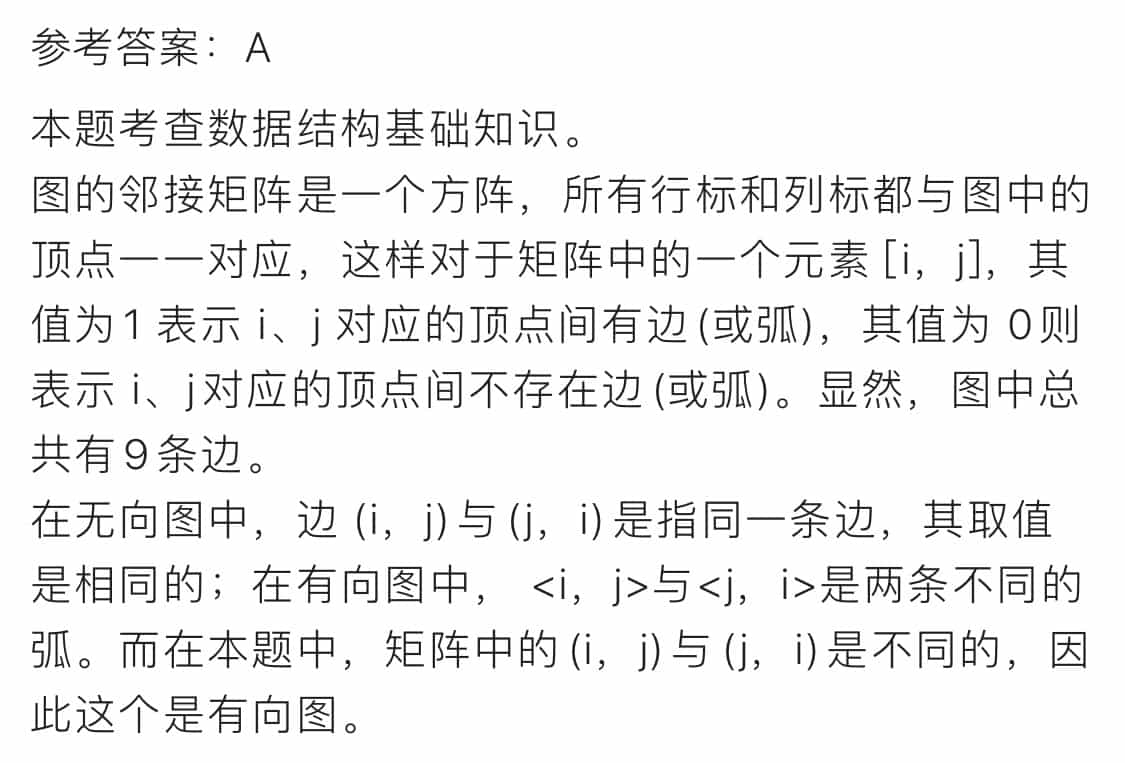 参考答案：A
本题考查数据结构基础知识。
图的邻接矩阵是一个方阵，所有行标和列标都与图中的
顶点一一对应，这样对于矩阵中的一个元素[i，j]，其
值为1 表示 i、j 对应的顶点间有边(或弧)，其值为 0则
表示 i、j对应的顶点间不存在边(或弧)。显然，图中总
共有9条边。
在无向图中，边 (i，j)与(j，i)是指同一条边，其取值
是相同的；在有向图中， <i，j>与<j，i>是两条不同的
弧。而在本题中，矩阵中的(i，j)与(j，i)是不同的，因
此这个是有向图。